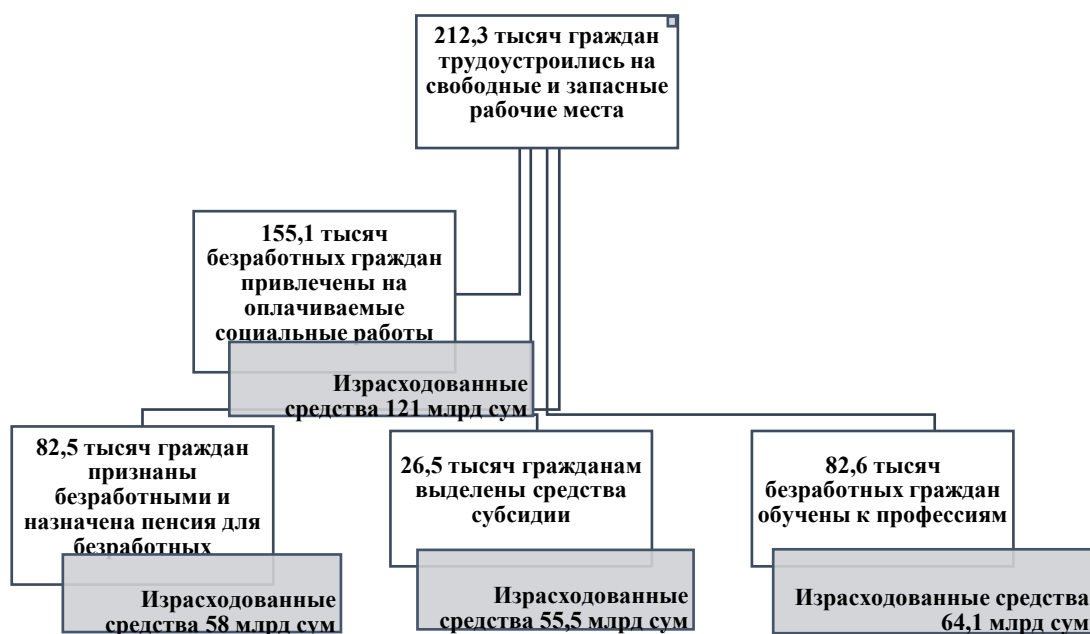 212,3 тысяч граждан
трудоустроились на
свободные и запасные
рабочие места
155,1 тысяч
безработных граждан
привлечены на
оплачиваемые
социальные работы
Израсходованные
средства 121 млрд сум
82,5 тысяч граждан
признаны
безработными и
назначена пенсия для
безработных
Израсходованные
средства 58 млрд сум
26,5 тысяч гражданам
выделены средства
субсидии
Израсходованные
средства 55,5 млрд сум
82,6 тысяч
безработных граждан
обучены к профессиям
Израсходованные средства
64,1 млрд сум